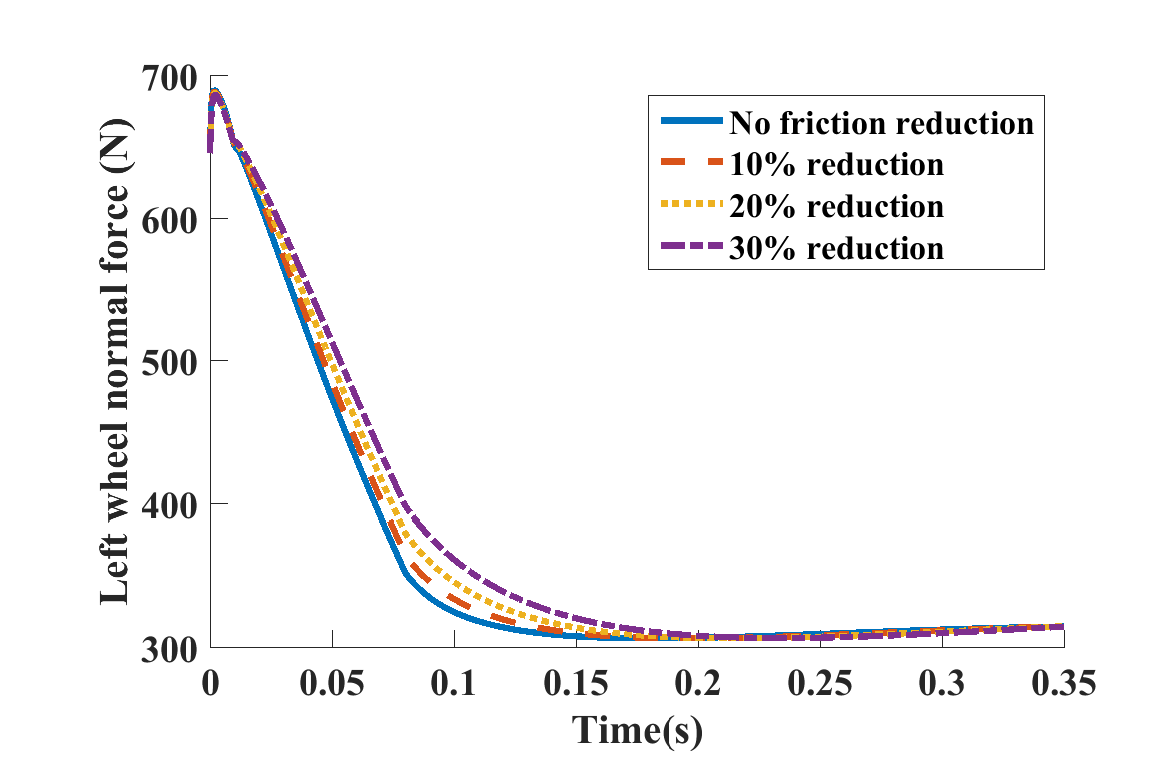 700
600
500
400
300
Left wheel normal force (N)
No friction reduction
10% reduction
20% reduction
30% reduction
0 0.05 0.1 0.15 0.2 0.25 0.3 0.35
Time(s)